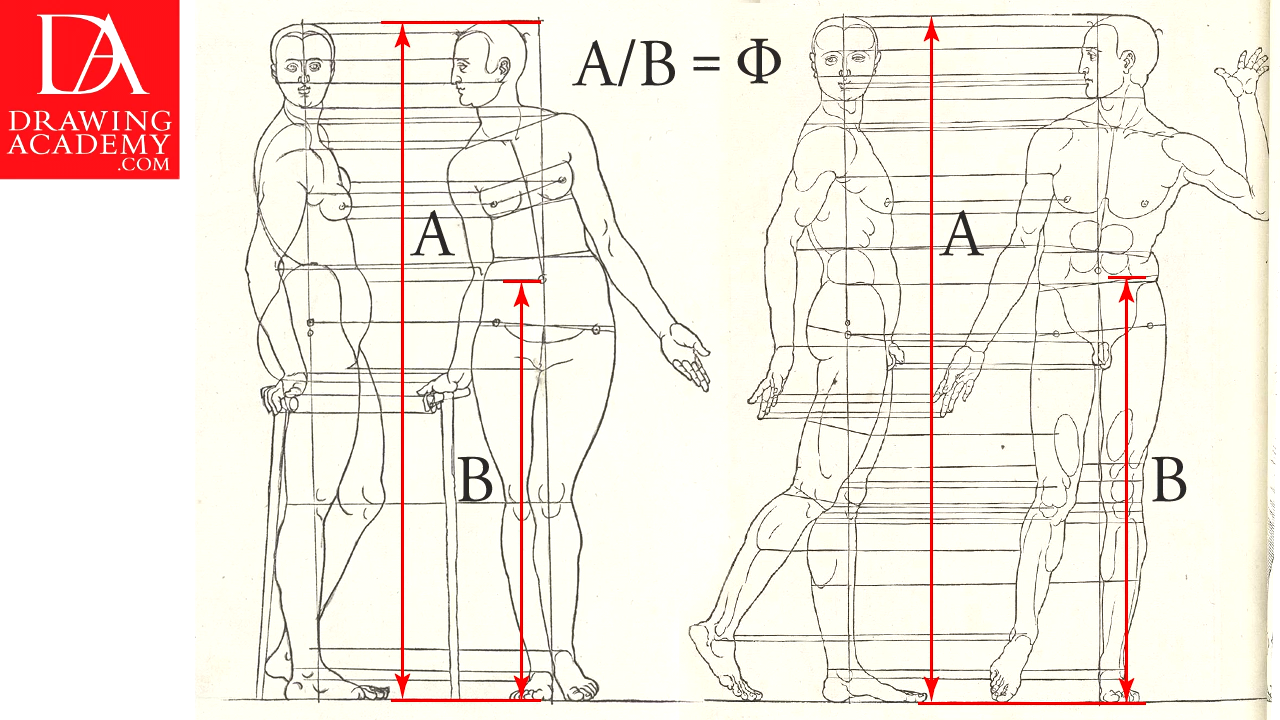 DA
DRAWING
ACADEMY
.COM
A/B = Φ
A
A
B
B